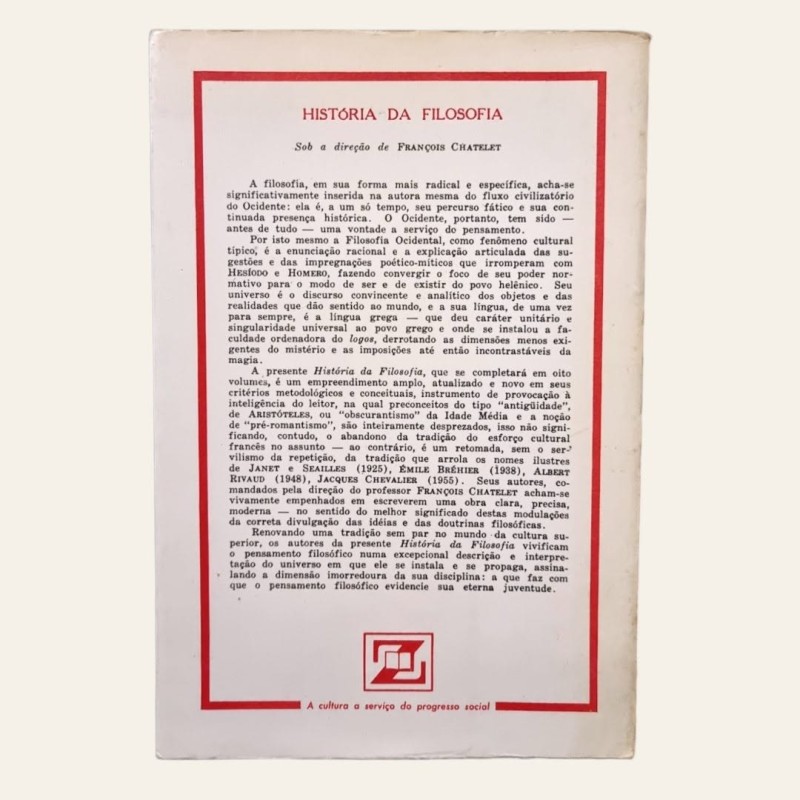 HISTÓRIA DA FILOSOFIA
Sob a direção de FRANÇOIS CHATELET
A filosofia, em sua forma mais radical e específica, acha-se
significativamente inserida na autora mesma do fluxo civilizatório
do Ocidente: ela é, a um só tempo, seu percurso fático e sua con-
tinuada presença histórica. O Ocidente, portanto, tem sido —
antes de tudo — uma vontade a serviço do pensamento.
Por isto mesmo a Filosofia Ocidental, como fenômeno cultural
típico, é a enunciação racional e a explicação articulada das su-
gestões e das impregnações poético-míticos que irromperam com
HESÍODO e HOMERO, fazendo convergir o foco de seu poder nor-
mativo para o modo de ser e de existir do povo helênico. Seu
universo é o discurso convincente e analítico dos objetos e das
realidades que dão sentido ao mundo, e a sua língua, de uma vez
para sempre, é a língua grega — que deu caráter unitário e
singularidade universal ao povo grego e onde se instalou a fa-
culdade ordenadora do logos, derrotando as dimensões menos exi-
gentes do mistério e as imposições até então incontrastáveis da
magia.
A presente História da Filosofia, que se completará em oito
volumes, é um empreendimento amplo, atualizado e novo em seus
critérios metodológicos e conceituais, instrumento de provocação à
inteligência do leitor, na qual preconceitos do tipo "antigüidade",
de ARISTÓTELES, ou "obscurantismo" da Idade Média e a noção
de "pré-romantismo", são inteiramente desprezados, isso não signi-
ficando, contudo, o abandono da tradição do esforço cultural
francês no assunto — ao contrário, é um retomada, sem o ser-
vilismo da repetição, da tradição que arrola os nomes ilustres
de JANET e SEAILLES (1925), ÉMILE BRÉHIER (1938), ALBERT
RIVAUD (1948), JACQUES CHEVALIER (1955). Seus autores, co-
mandados pela direção do professor FRANÇOIS CHATELET acham-se
vivamente empenhados em escreverem uma obra clara, precisa,
moderna — no sentido do melhor significado destas modulações
da correta divulgação das idéias e das doutrinas filosóficas.
Renovando uma tradição sem par no mundo da cultura su-
perior, os autores da presente História da Filosofia vivificam
o pensamento filosófico numa excepcional descrição e interpre-
tação do universo em que ele se instala e se propaga, assina-
lando a dimensão imorredoura da sua disciplina: a que faz com
que o pensamento filosófico evidencie sua eterna juventude.
A cultura a serviço do progresso social